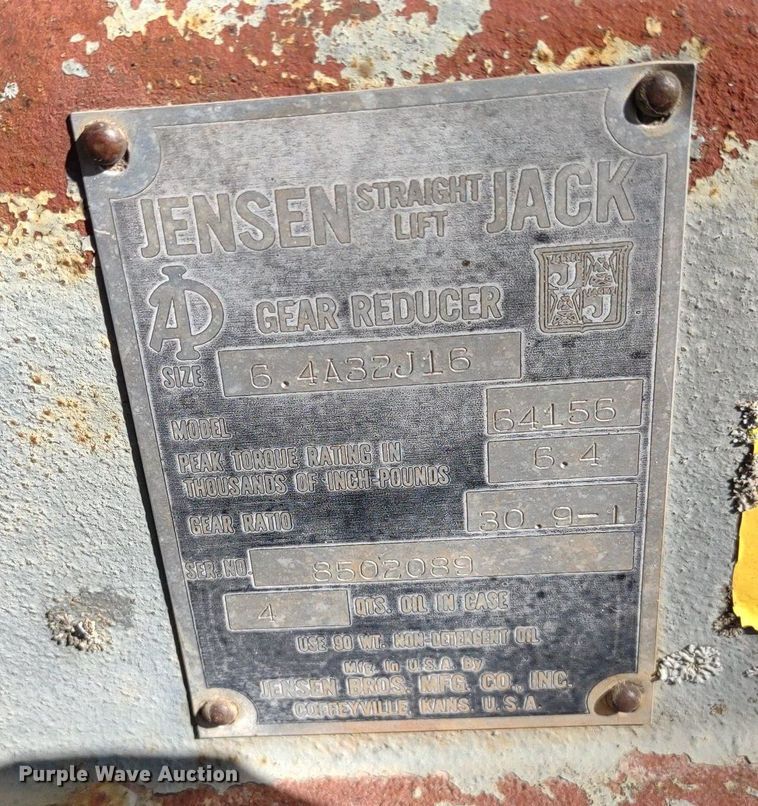 JENSEN STRAIGHT LIFT JACK
GEAR REDUCER
SIZE 6.4A32J16
MODEL 64156
PEAK TORQUE RATING IN THOUSANDS OF INCH-POUNDS 6.4
GEAR RATIO 30.9-1
SER. NO. 8502089
4 QTS. OIL IN CASE
USE 90 WT. NON-DETERGENT OIL
Mfg. in U.S.A. By
JENSEN BROS. MFG. CO., INC.
COFFEYVILLE, KANS. U.S.A.
Purple Wave Auction